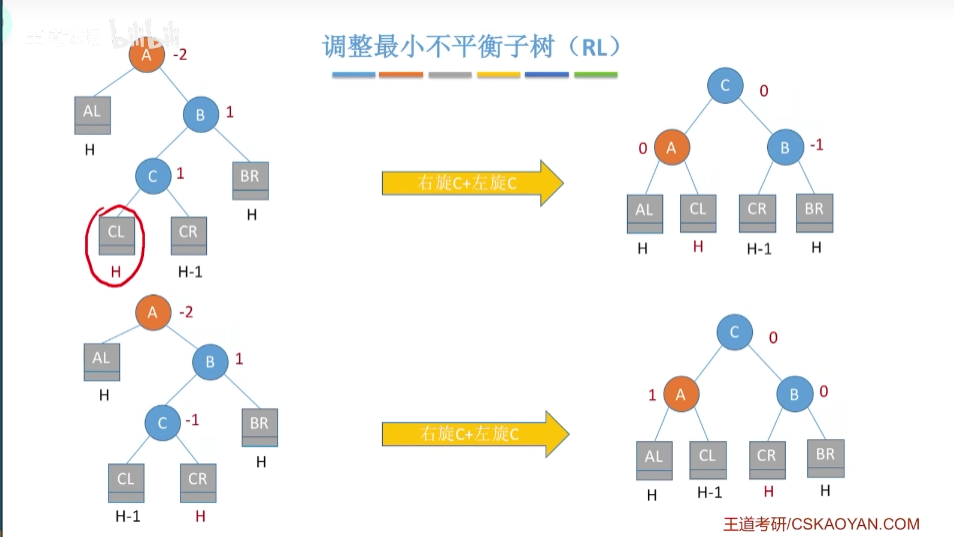 调整最小不平衡子树（RL）
A -2
AL
H
B 1
C 1
BR
H
CL
H
CR
H-1
右旋C+左旋C
C 0
0 A
B -1
AL CL CR BR
H H H-1 H
A -2
AL
H
B 1
C -1
BR
H
CL CR
H-1 H
右旋C+左旋C
C 0
1 A
B 0
AL CL CR BR
H H-1 H H
王道考研/CSKAOYAN.COM
bilibili